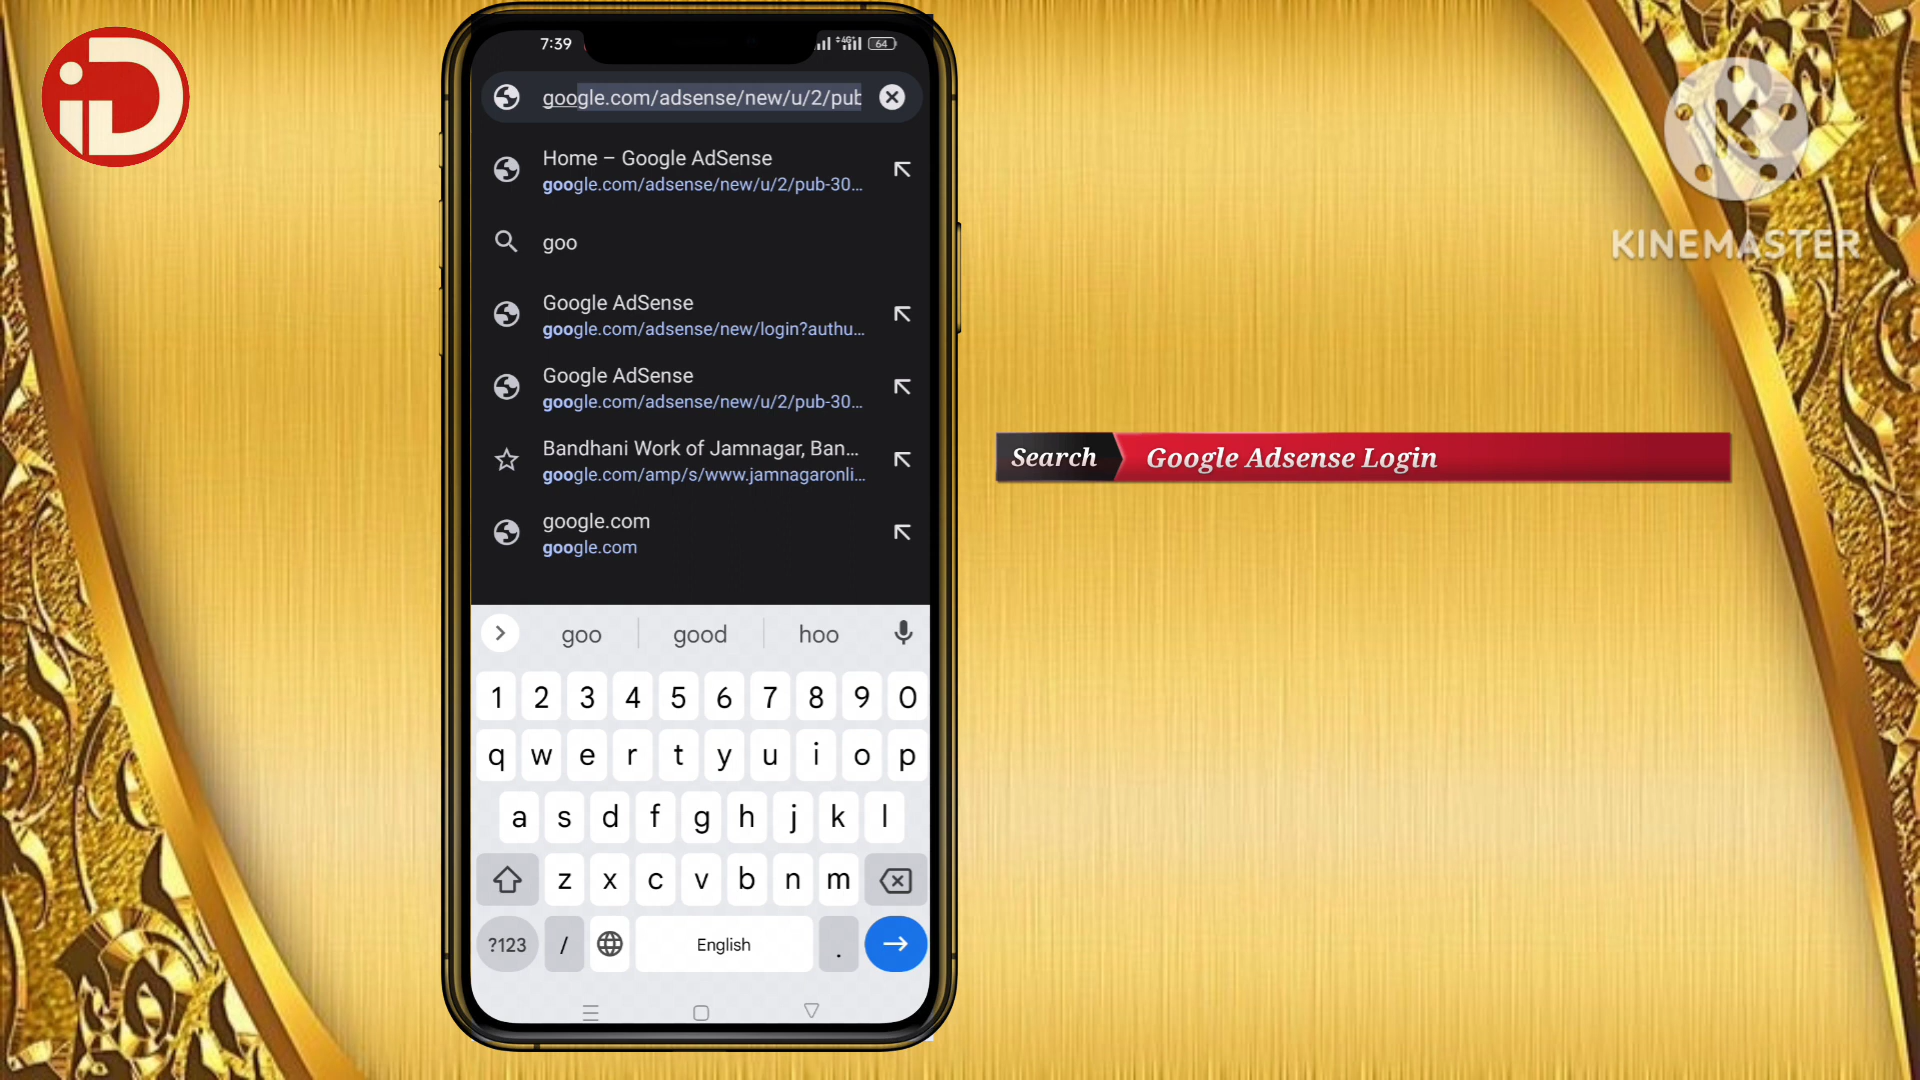 iD
7:39
4G
64
google.com/adsense/new/u/2/pub
Home – Google AdSense
google.com/adsense/new/u/2/pub-30...
goo
Google AdSense
google.com/adsense/new/login?authu...
Google AdSense
google.com/adsense/new/u/2/pub-30...
Bandhani Work of Jamnagar, Ban...
google.com/amp/s/www.jamnagaronli...
google.com
google.com
goo good hoo
1 2 3 4 5 6 7 8 9 0
q w e r t y u i o p
a s d f g h j k l
z x c v b n m
?123 / English .
K
KINEMASTER
Search Google Adsense Login